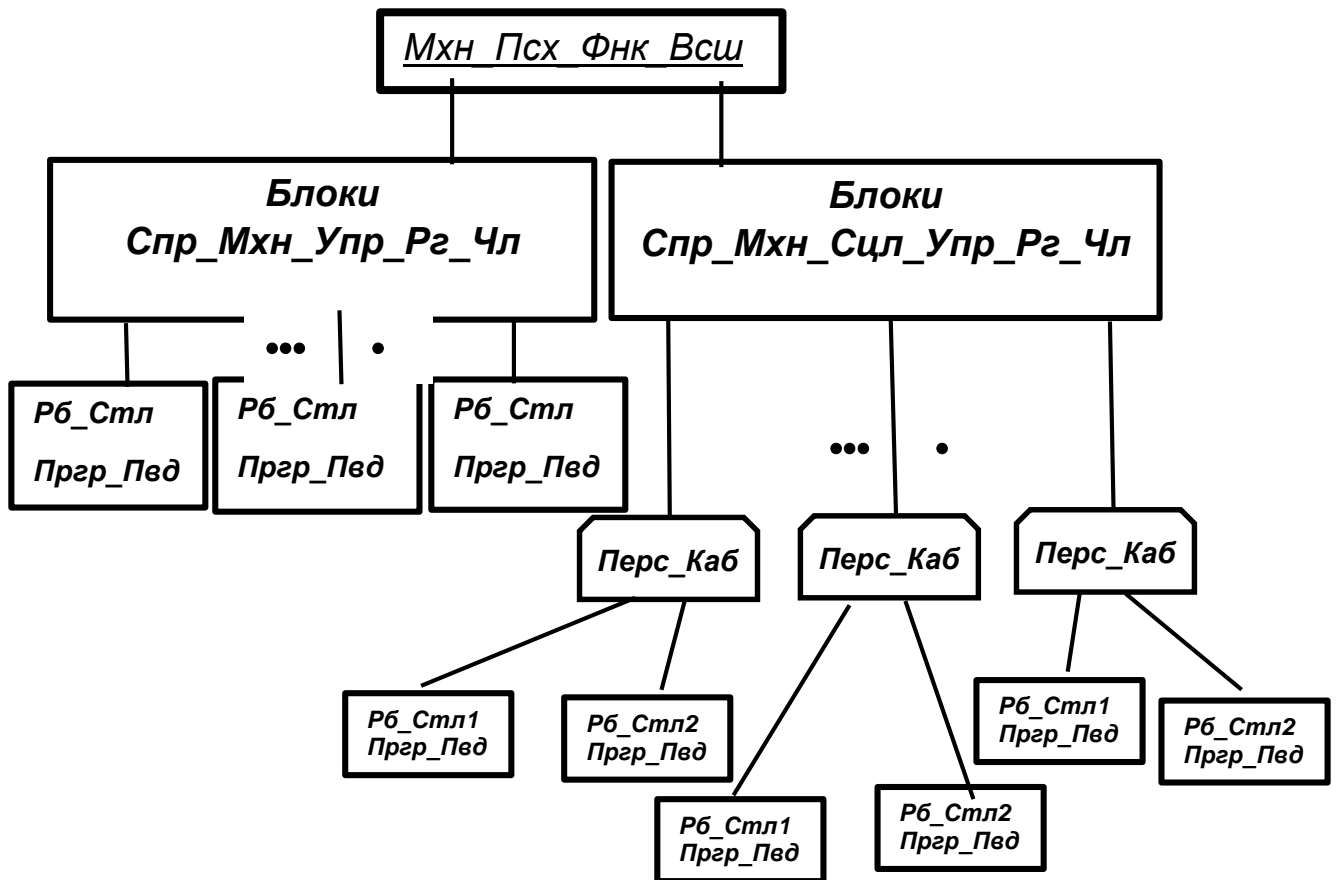 Мхн_Псх_Фнк_Всш
Блоки
Спр_Мхн_Упр_Рг_Чл
Блоки
Спр_Мхн_Сцл_Упр_Рг_Чл
Рб_Стл
Пргр_Пвд
Рб_Стл
Пргр_Пвд
Рб_Стл
Пргр_Пвд
Перс_Каб
Перс_Каб
Перс_Каб
Рб_Стл1
Пргр_Пвд
Рб_Стл2
Пргр_Пвд
Рб_Стл1
Пргр_Пвд
Рб_Стл2
Пргр_Пвд
Рб_Стл1
Пргр_Пвд
Рб_Стл2
Пргр_Пвд